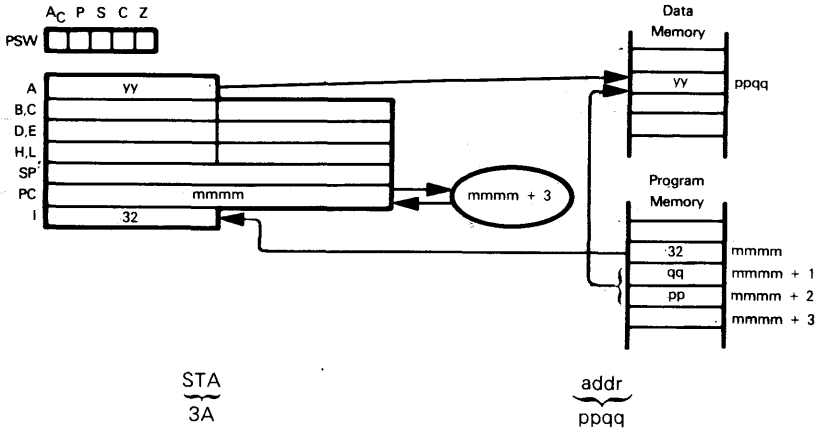 A_C P S C Z
PSW
Data
Memory
A yy
yy ppqq
B,C
D,E
H,L
SP
PC mmmm
mmmm + 3
I 32
Program
Memory
32 mmmm
qq mmmm + 1
pp mmmm + 2
mmmm + 3
STA addr
3A ppqq